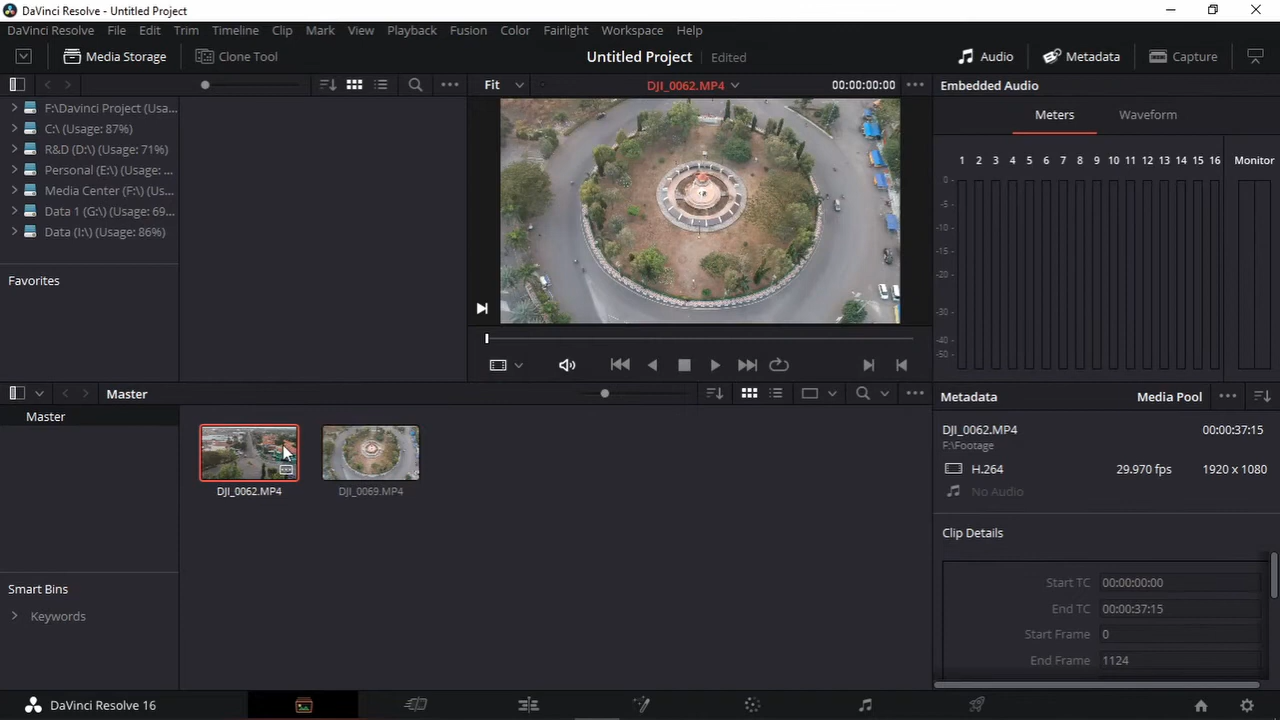 DaVinci Resolve - Untitled Project
DaVinci Resolve File Edit Trim Timeline Clip Mark View Playback Fusion Color Fairlight Workspace Help
Media Storage Clone Tool Untitled Project Edited Audio Metadata Capture
Fit DJI_0062.MP4 00:00:00:00 Embedded Audio
F:\Davinci Project (Usa...
C:\ (Usage: 87%)
R&D (D:\) (Usage: 71%)
Personal (E:\) (Usage: ...
Media Center (F:\) (Us...
Data 1 (G:\) (Usage: 69...
Data (I:\) (Usage: 86%)
Favorites
Meters Waveform
1 2 3 4 5 6 7 8 9 10 11 12 13 14 15 16 Monitor
0-
-5-
-10-
-15-
-20-
-30-
-40-
-50-
Master
Master
DJI_0062.MP4 DJI_0069.MP4
Smart Bins
Keywords
Metadata Media Pool
DJI_0062.MP4 00:00:37:15
F:\Footage
H.264 29.970 fps 1920 x 1080
No Audio
Clip Details
Start TC 00:00:00:00
End TC 00:00:37:15
Start Frame 0
End Frame 1124
DaVinci Resolve 16